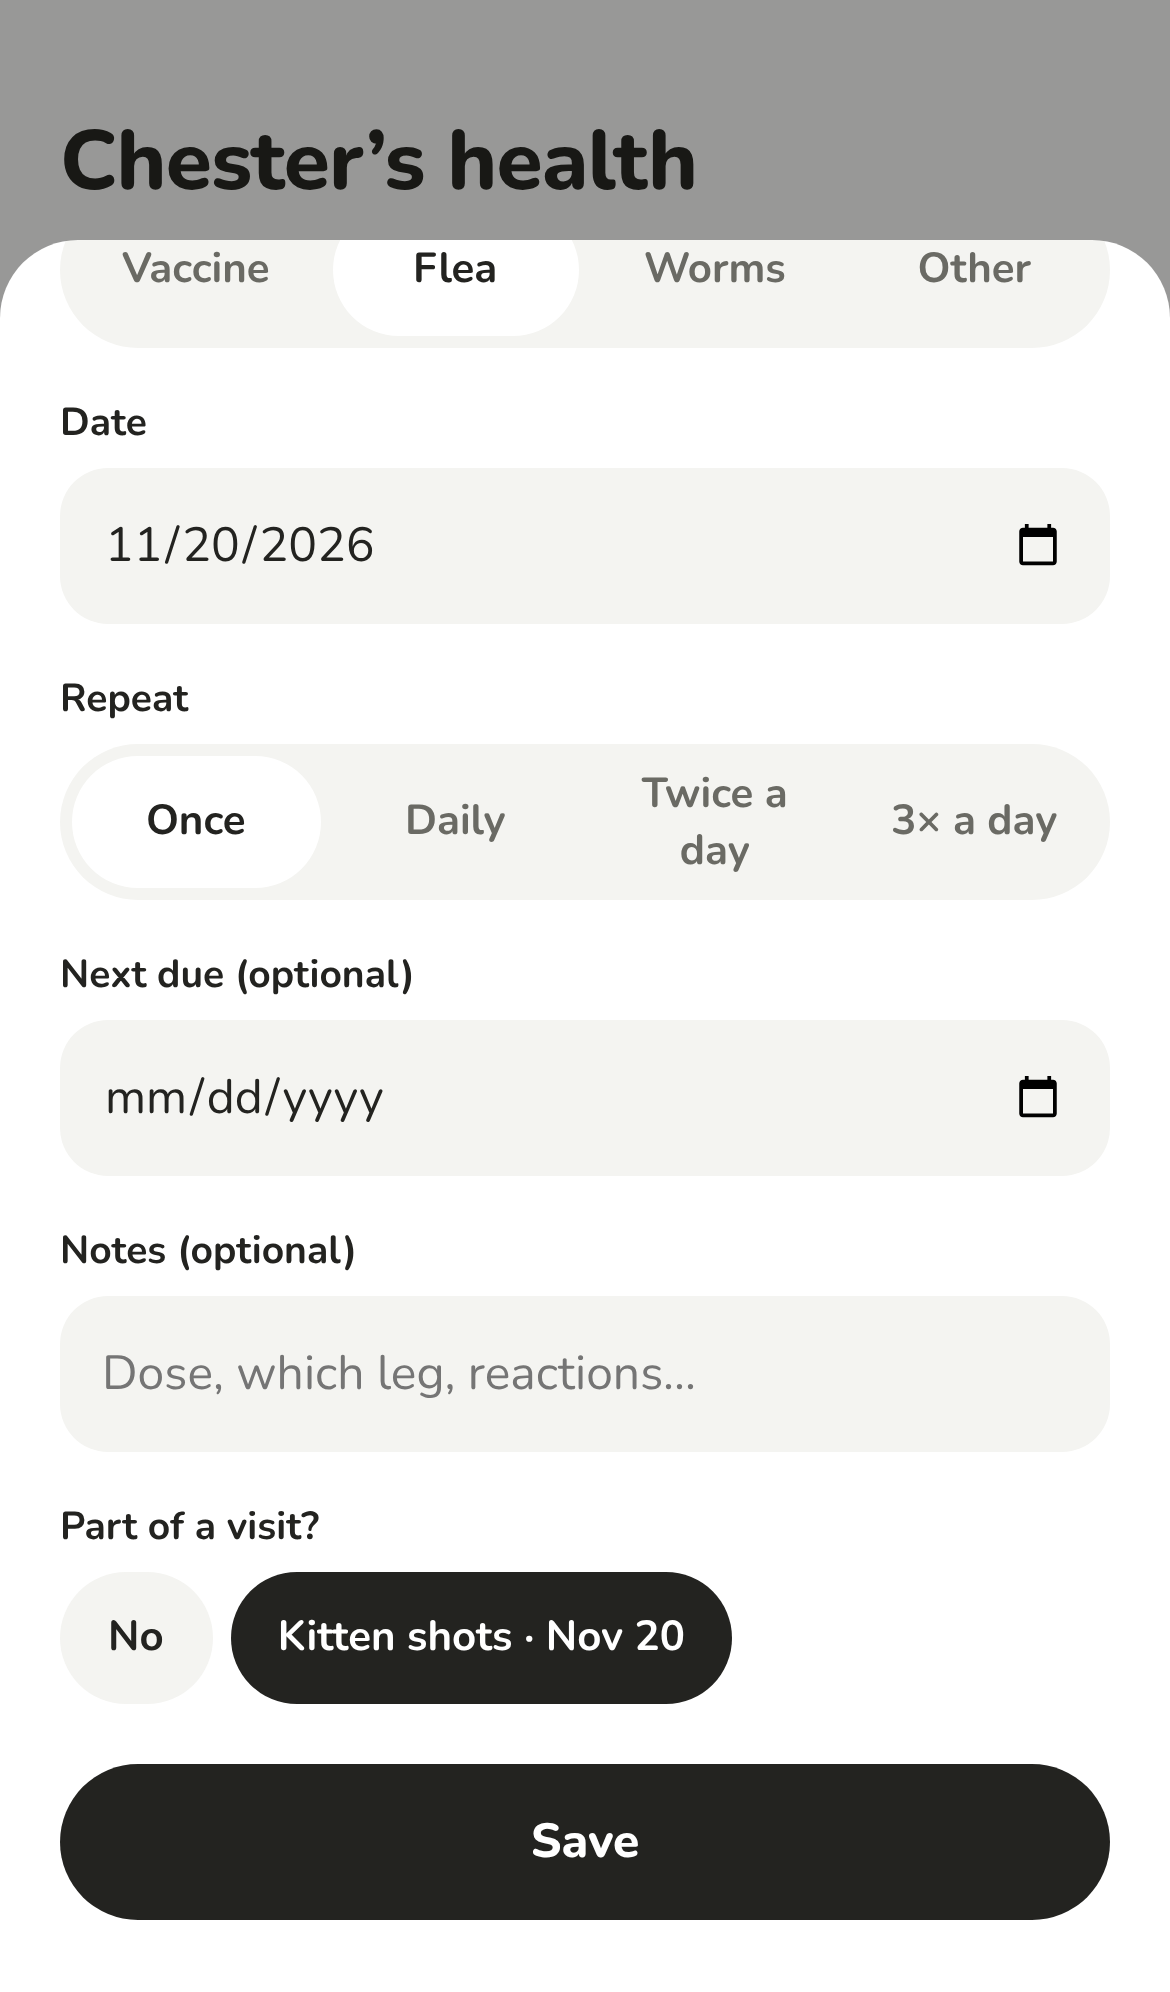 Chester’s health
Vaccine Flea Worms Other
Date
11/20/2026
Repeat
Once Daily Twice a day 3× a day
Next due (optional)
mm/dd/yyyy
Notes (optional)
Dose, which leg, reactions...
Part of a visit?
No Kitten shots · Nov 20
Save